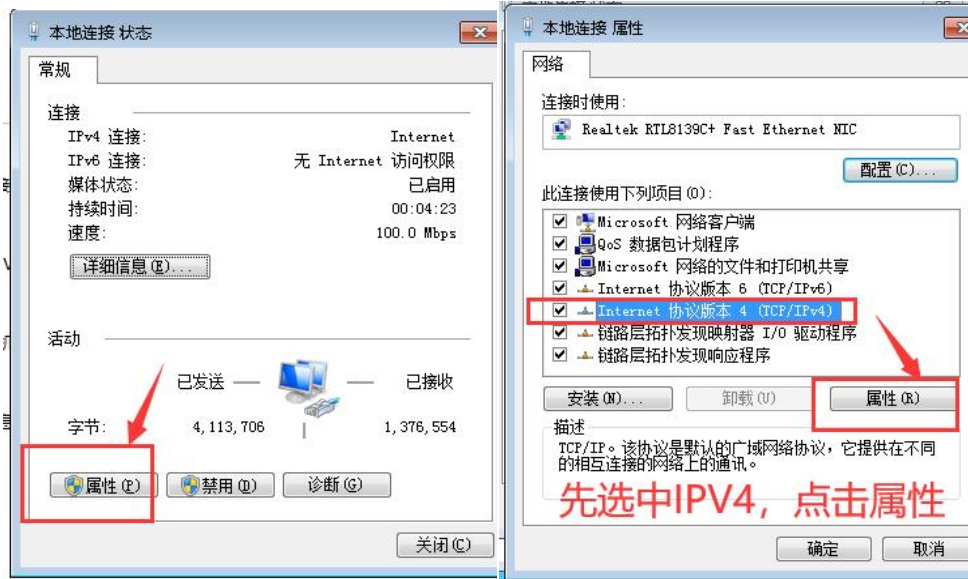 本地连接 状态
常规
连接
IPv4 连接: Internet
IPv6 连接: 无 Internet 访问权限
媒体状态: 已启用
持续时间: 00:04:23
速度: 100.0 Mbps
详细信息(E)...
活动
已发送 — — 已接收
字节: 4,113,706 | 1,376,554
属性(P) 禁用(D) 诊断(G)
关闭(C)
本地连接 属性
网络
连接时使用:
Realtek RTL8139C+ Fast Ethernet NIC
配置(C)...
此连接使用下列项目(O):
Microsoft 网络客户端
QoS 数据包计划程序
Microsoft 网络的文件和打印机共享
Internet 协议版本 6 (TCP/IPv6)
Internet 协议版本 4 (TCP/IPv4)
链路层拓扑发现映射器 I/O 驱动程序
链路层拓扑发现响应程序
安装(N)... 卸载(U) 属性(R)
描述
TCP/IP。该协议是默认的广域网络协议，它提供在不同
的相互连接的网络上的通讯。
先选中IPV4，点击属性
确定 取消